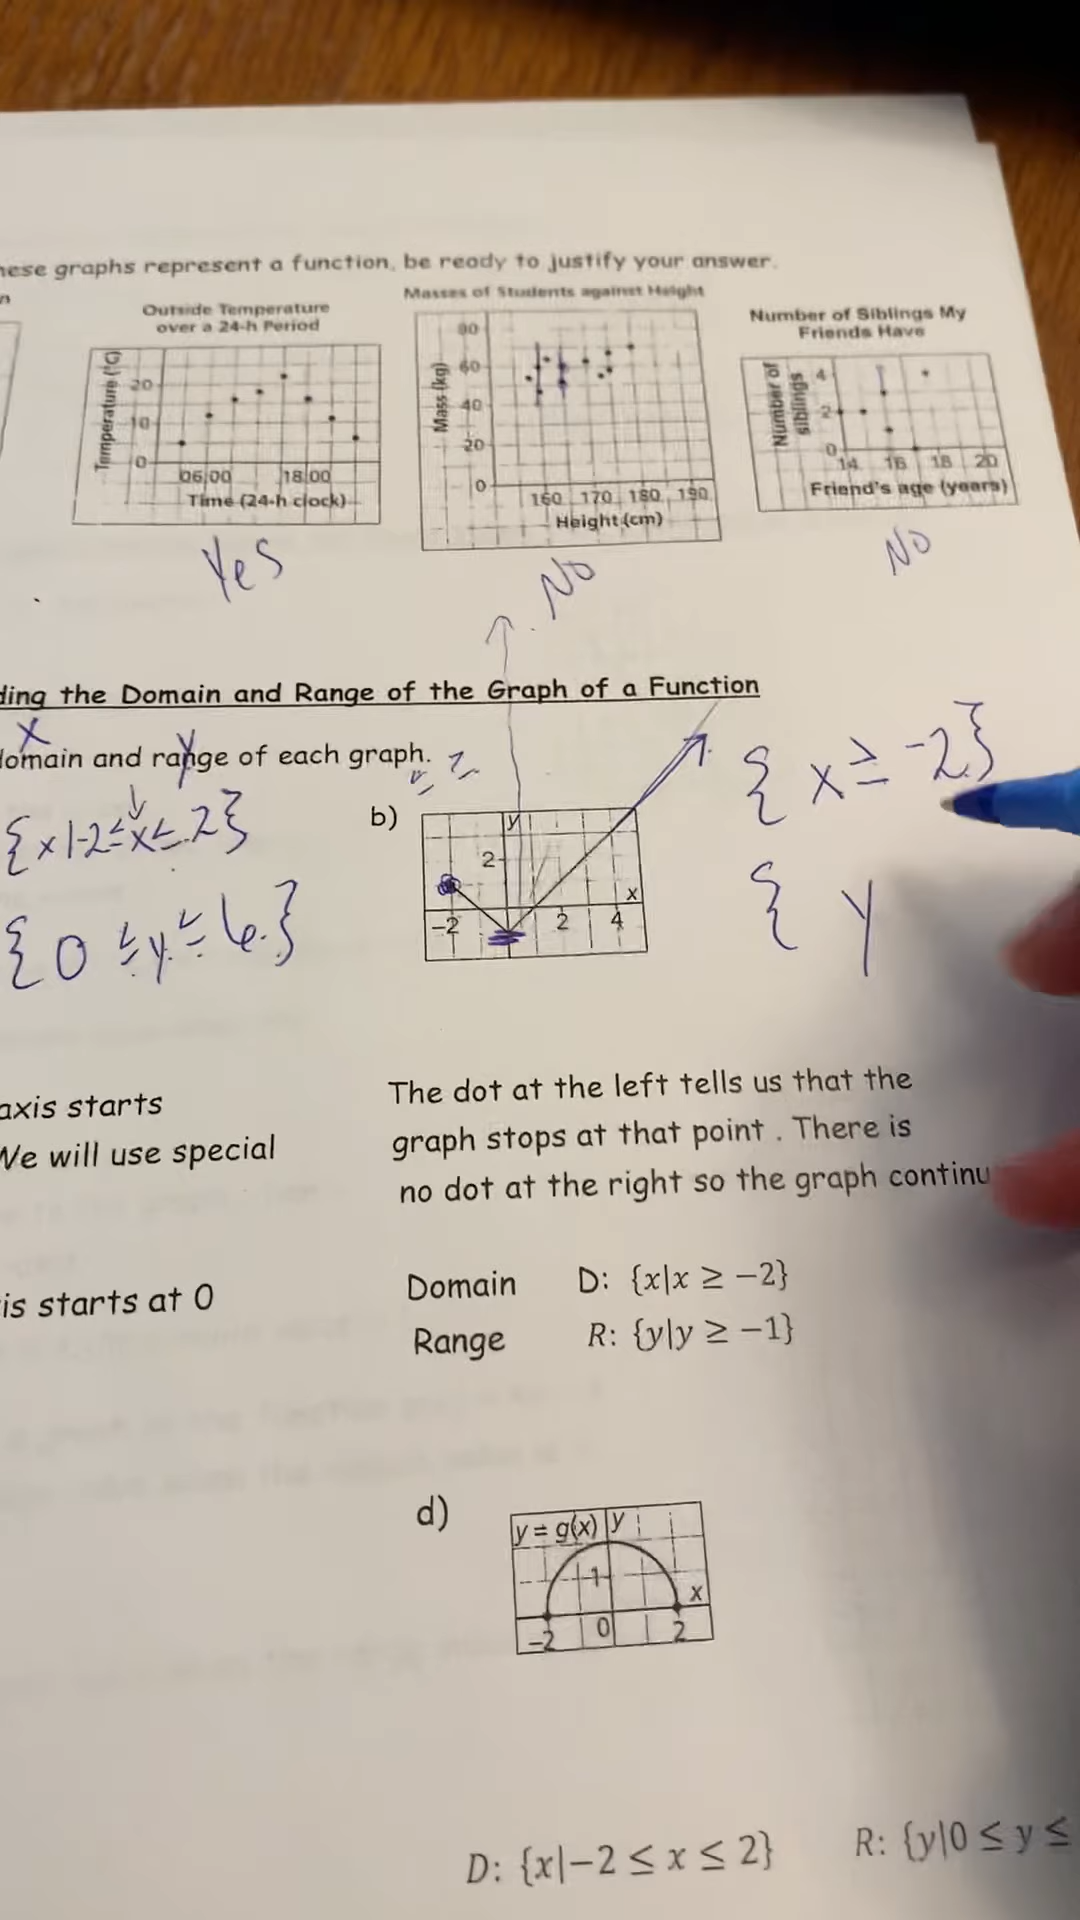 hese graphs represent a function, be ready to justify your answer.
Outside Temperature
over a 24-h Period
Temperature (°C)
20
10
0
06:00 18:00
Time (24-h clock)
Yes
Masses of Students against Height
Mass (kg)
80
60
40
20
0
160 170 180 190
Height (cm)
No
Number of Siblings My
Friends Have
Number of
siblings
4
2
0
14 16 18 20
Friend's age (years)
No
ding the Domain and Range of the Graph of a Function
x y
domain and range of each graph.
{x|-2≤x≤2}
{0≤y≤6}
b)
y
2
x
-2 2 4
{x≥-2}
{y
axis starts
We will use special
is starts at 0
The dot at the left tells us that the
graph stops at that point . There is
no dot at the right so the graph continu
Domain D: {x|x ≥ −2}
Range R: {y|y ≥ −1}
d)
y = g(x) y
1
x
-2 0 2
D: {x|−2 ≤ x ≤ 2} R: {y|0 ≤ y ≤